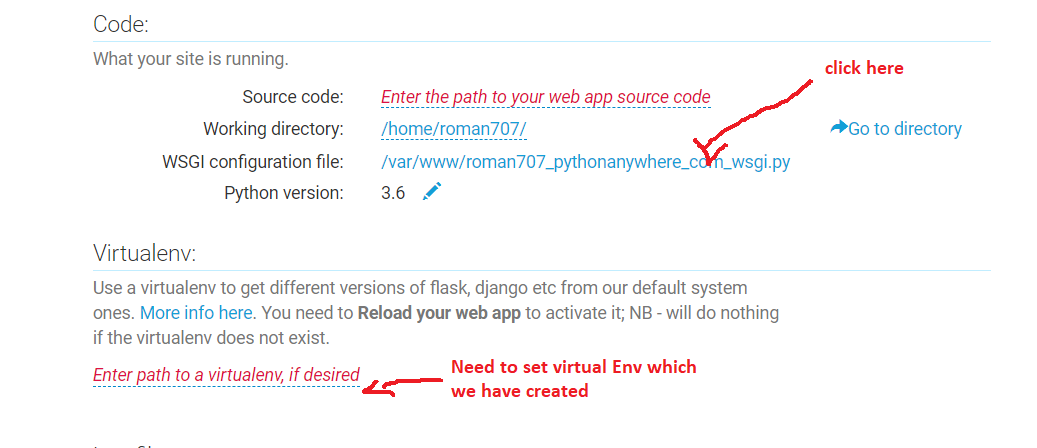 Code:
What your site is running.
click here
Source code: Enter the path to your web app source code
Working directory: /home/roman707/ Go to directory
WSGI configuration file: /var/www/roman707_pythonanywhere_com_wsgi.py
Python version: 3.6
Virtualenv:
Use a virtualenv to get different versions of flask, django etc from our default system
ones. More info here. You need to Reload your web app to activate it; NB - will do nothing
if the virtualenv does not exist.
Enter path to a virtualenv, if desired
Need to set virtual Env which
we have created